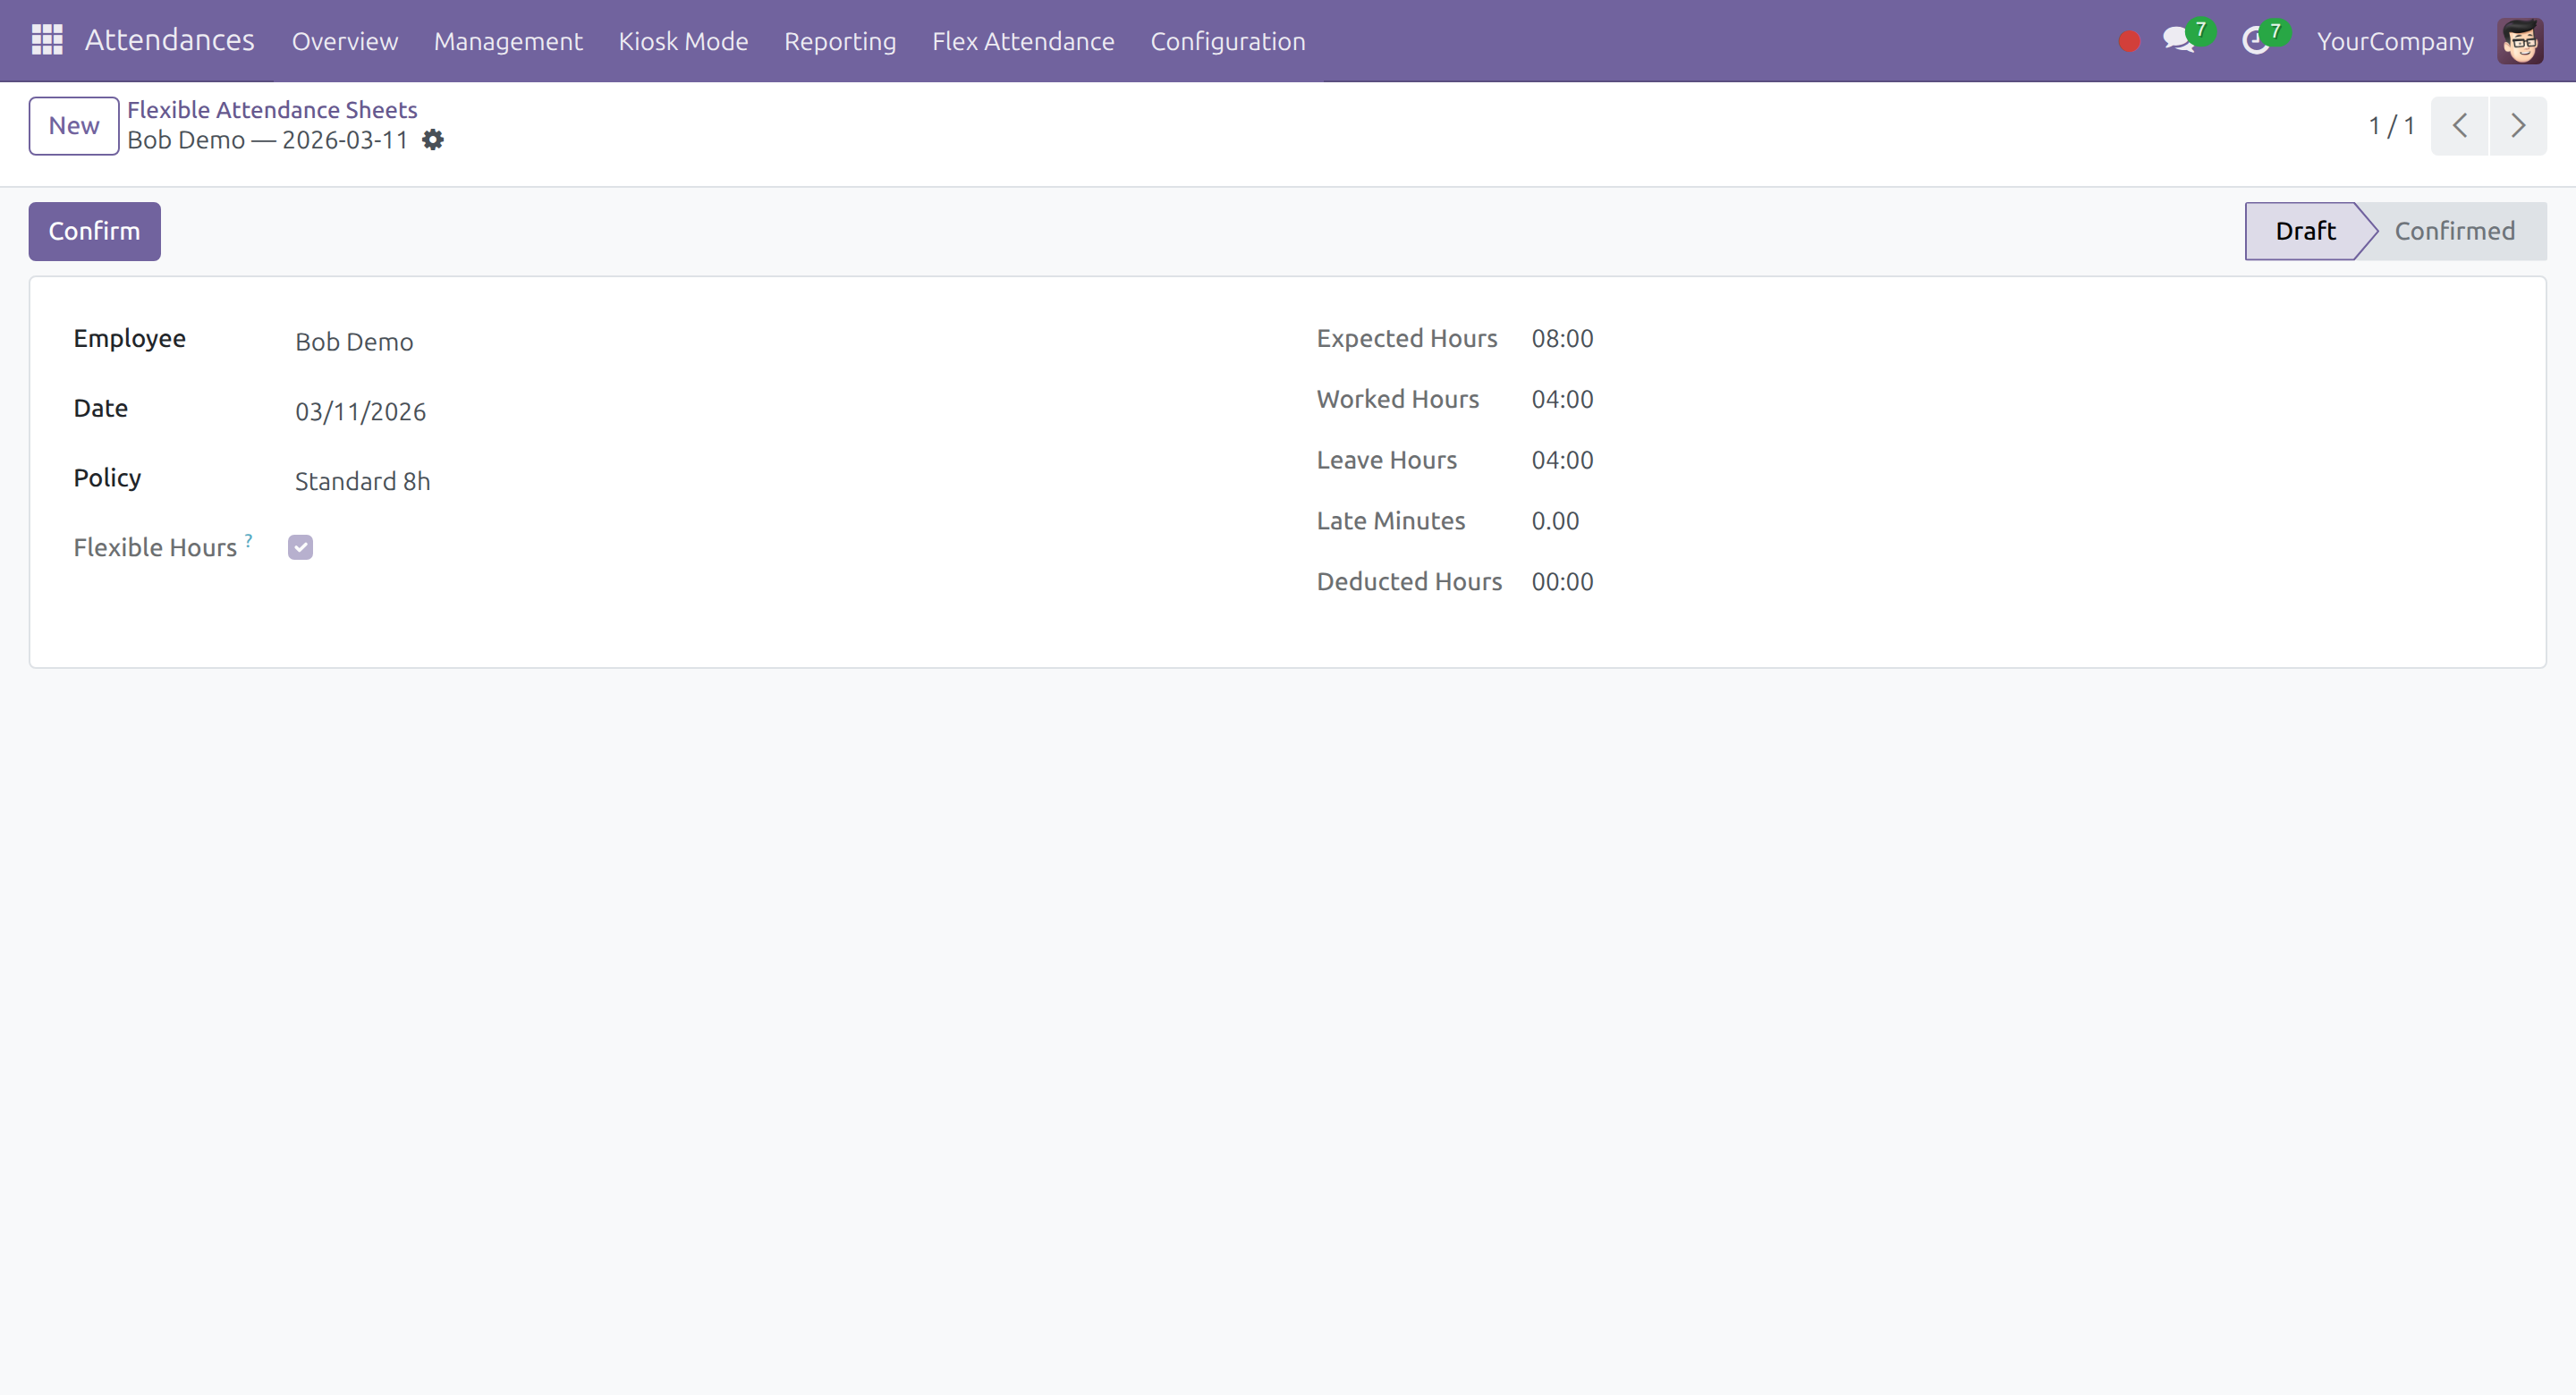 Attendances Overview Management Kiosk Mode Reporting Flex Attendance Configuration 7 7 YourCompany
New
Flexible Attendance Sheets
Bob Demo — 2026-03-11
1 / 1
Confirm
Draft Confirmed
Employee Bob Demo
Date 03/11/2026
Policy Standard 8h
Flexible Hours ?
Expected Hours 08:00
Worked Hours 04:00
Leave Hours 04:00
Late Minutes 0.00
Deducted Hours 00:00